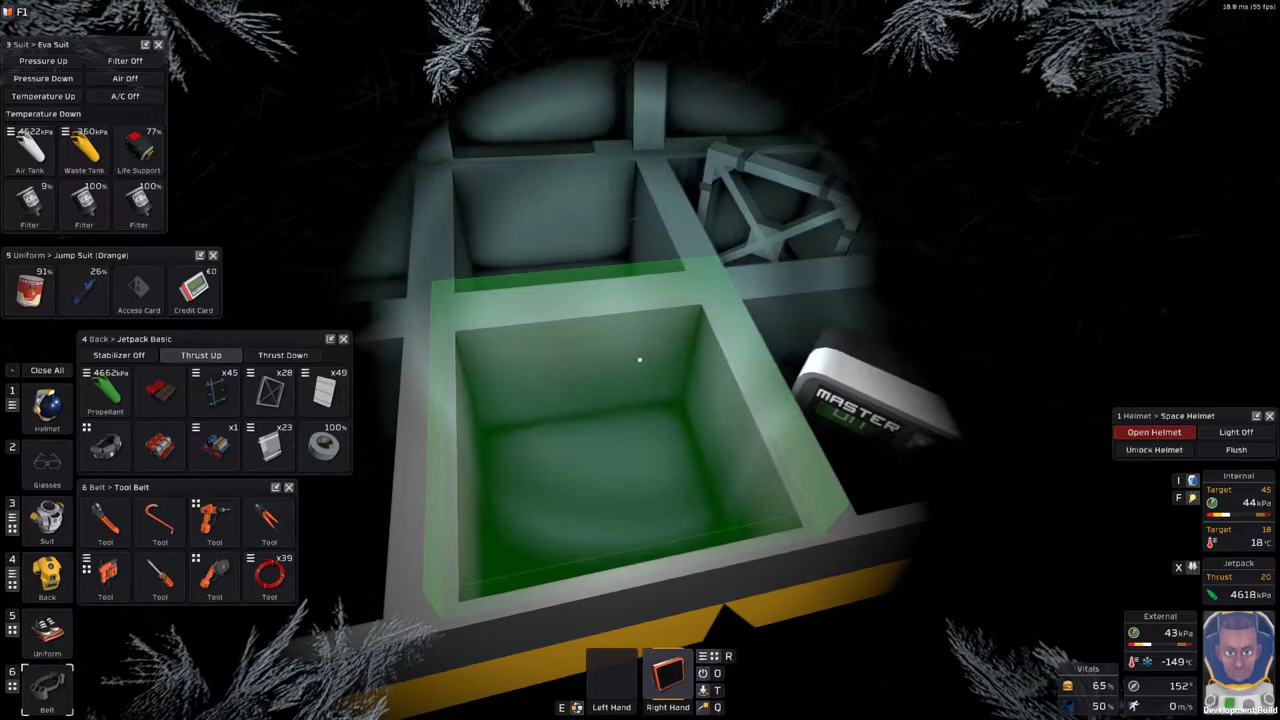 F1
18.8 ms (55 fps)
3 Suit > Eva Suit
Pressure Up
Filter Off
Pressure Down
Air Off
Temperature Up
A/C Off
Temperature Down
4622kPa
360kPa
77%
Air Tank
Waste Tank
Life Support
9%
100%
100%
Filter
Filter
Filter
5 Uniform > Jump Suit (Orange)
91%
26%
€0
Access Card
Credit Card
4 Back > Jetpack Basic
Stabilizer Off
Thrust Up
Thrust Down
4662kPa
x45
x28
x49
Propellant
x1
x23
100%
~
Close All
1
Helmet
2
Glasses
3
Suit
4
Back
5
Uniform
6
Belt
6 Belt > Tool Belt
Tool
Tool
Tool
Tool
x39
Tool
Tool
Tool
Tool
MASTER
1 Helmet > Space Helmet
Open Helmet
Light Off
Unlock Helmet
Flush
Internal
I
Target 45
F
44kPa
Target 18
18°C
Jetpack
X
Thrust 20
4618kPa
External
43kPa
-149°C
152°
0m/s
Vitals
65%
50%
Development Build
E
Left Hand
Right Hand
R
O
T
Q